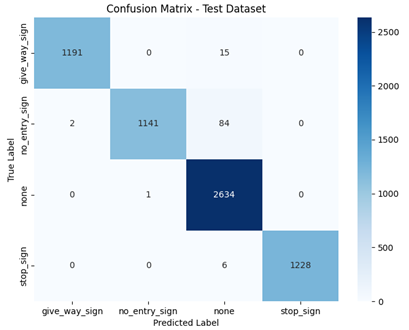 Confusion Matrix - Test Dataset
give_way_sign
1191 0 15 0
no_entry_sign
2 1141 84 0
none
0 1 2634 0
stop_sign
0 0 6 1228
give_way_sign no_entry_sign none stop_sign
Predicted Label
True Label
2500
2000
1500
1000
500
0